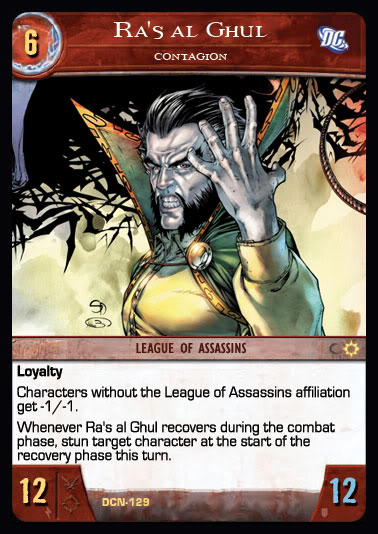 6
Ra's al Ghul
CONTAGION
DC
LEAGUE OF ASSASSINS
C
Loyalty
Characters without the League of Assassins affiliation
get -1/-1.
Whenever Ra's al Ghul recovers during the combat
phase, stun target character at the start of the
recovery phase this turn.
12
DCN-129
12